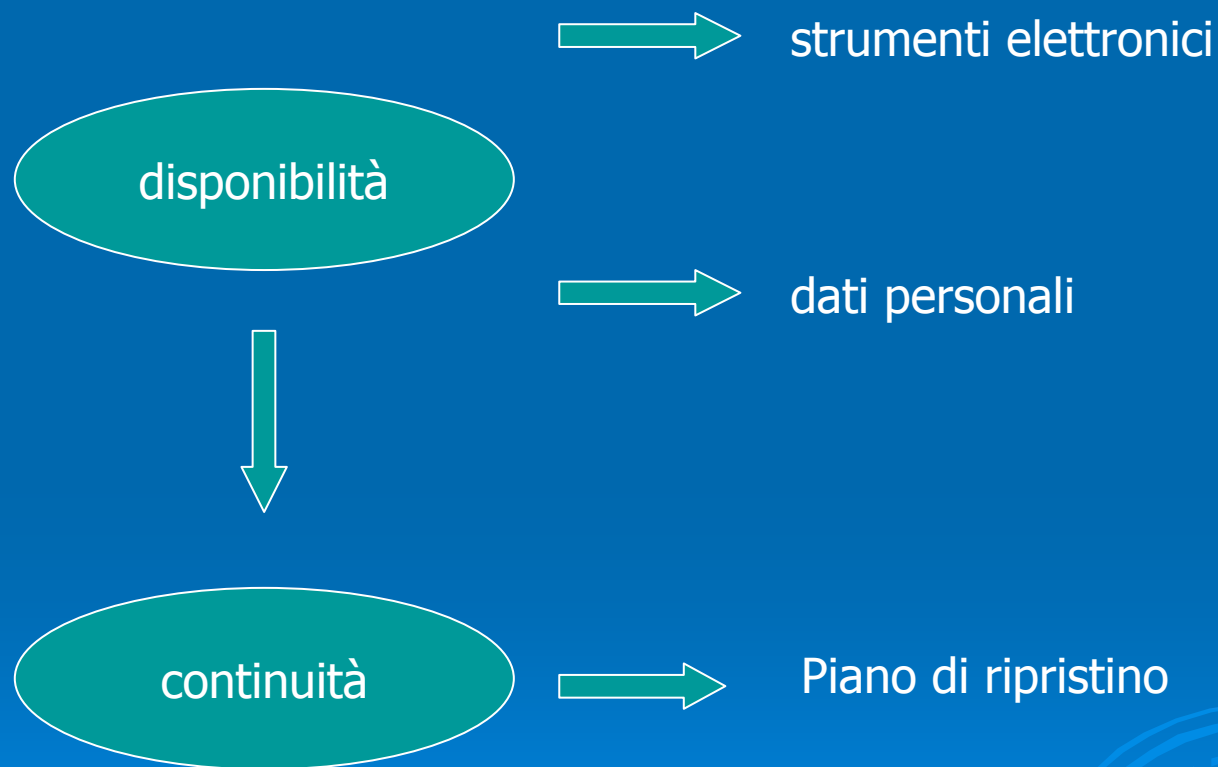 strumenti elettronici
disponibilità
dati personali
continuità
Piano di ripristino